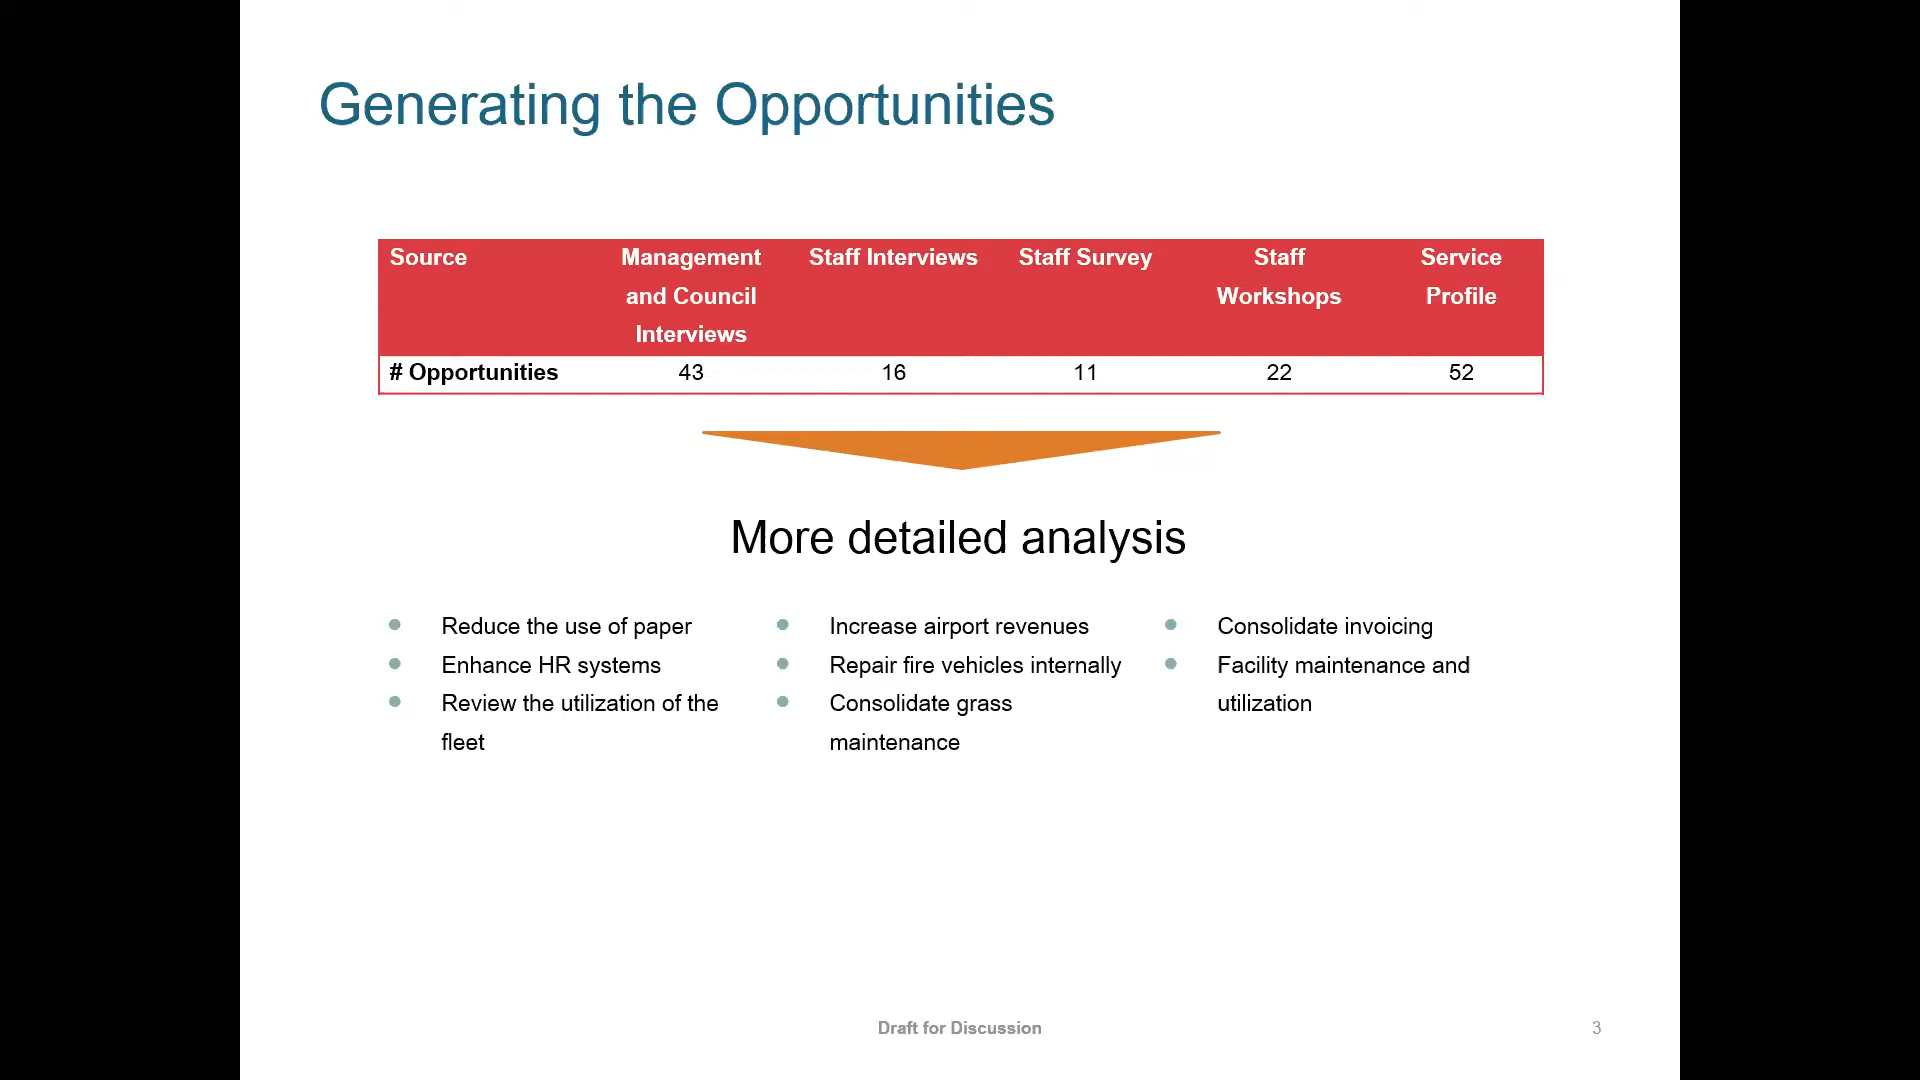 Generating the Opportunities
Source
Management
and Council
Interviews
Staff Interviews
Staff Survey
Staff
Workshops
Service
Profile
# Opportunities 43 16 11 22 52
More detailed analysis
Reduce the use of paper
Enhance HR systems
Review the utilization of the
fleet
Increase airport revenues
Repair fire vehicles internally
Consolidate grass
maintenance
Consolidate invoicing
Facility maintenance and
utilization
Draft for Discussion
3